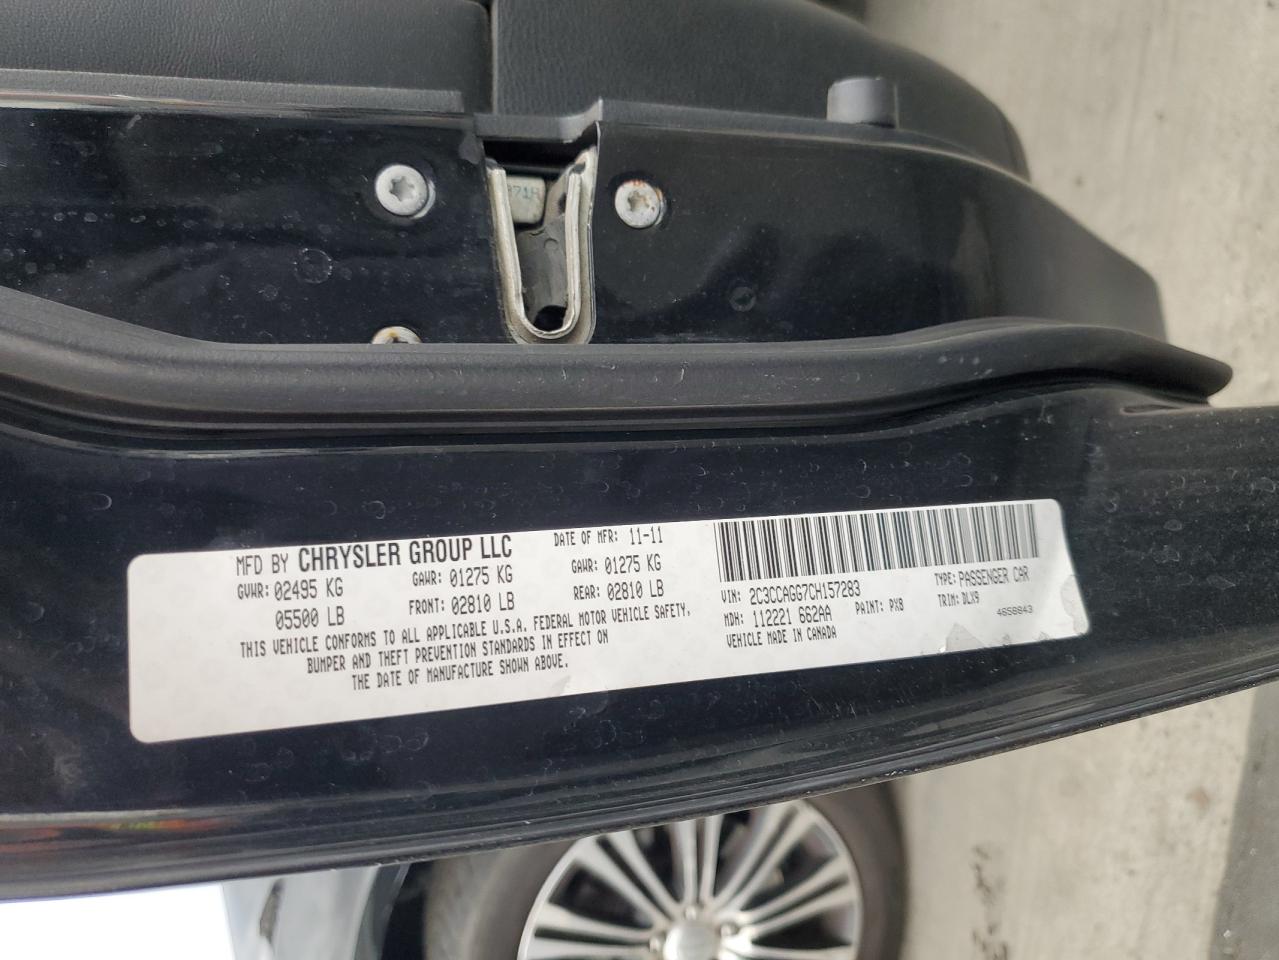 MFD BY CHRYSLER GROUP LLC DATE OF MFR: 11-11
GVWR: 02495 KG GAWR: 01275 KG GAWR: 01275 KG
05500 LB FRONT: 02810 LB REAR: 02810 LB
THIS VEHICLE CONFORMS TO ALL APPLICABLE U.S.A. FEDERAL MOTOR VEHICLE SAFETY,
BUMPER AND THEFT PREVENTION STANDARDS IN EFFECT ON
THE DATE OF MANUFACTURE SHOWN ABOVE.
VIN: 2C3CCAGG7CH157283 TYPE: PASSENGER CAR
MDH: 112221 662AA PAINT: PX8 TRIM: DLX9
VEHICLE MADE IN CANADA 4658843